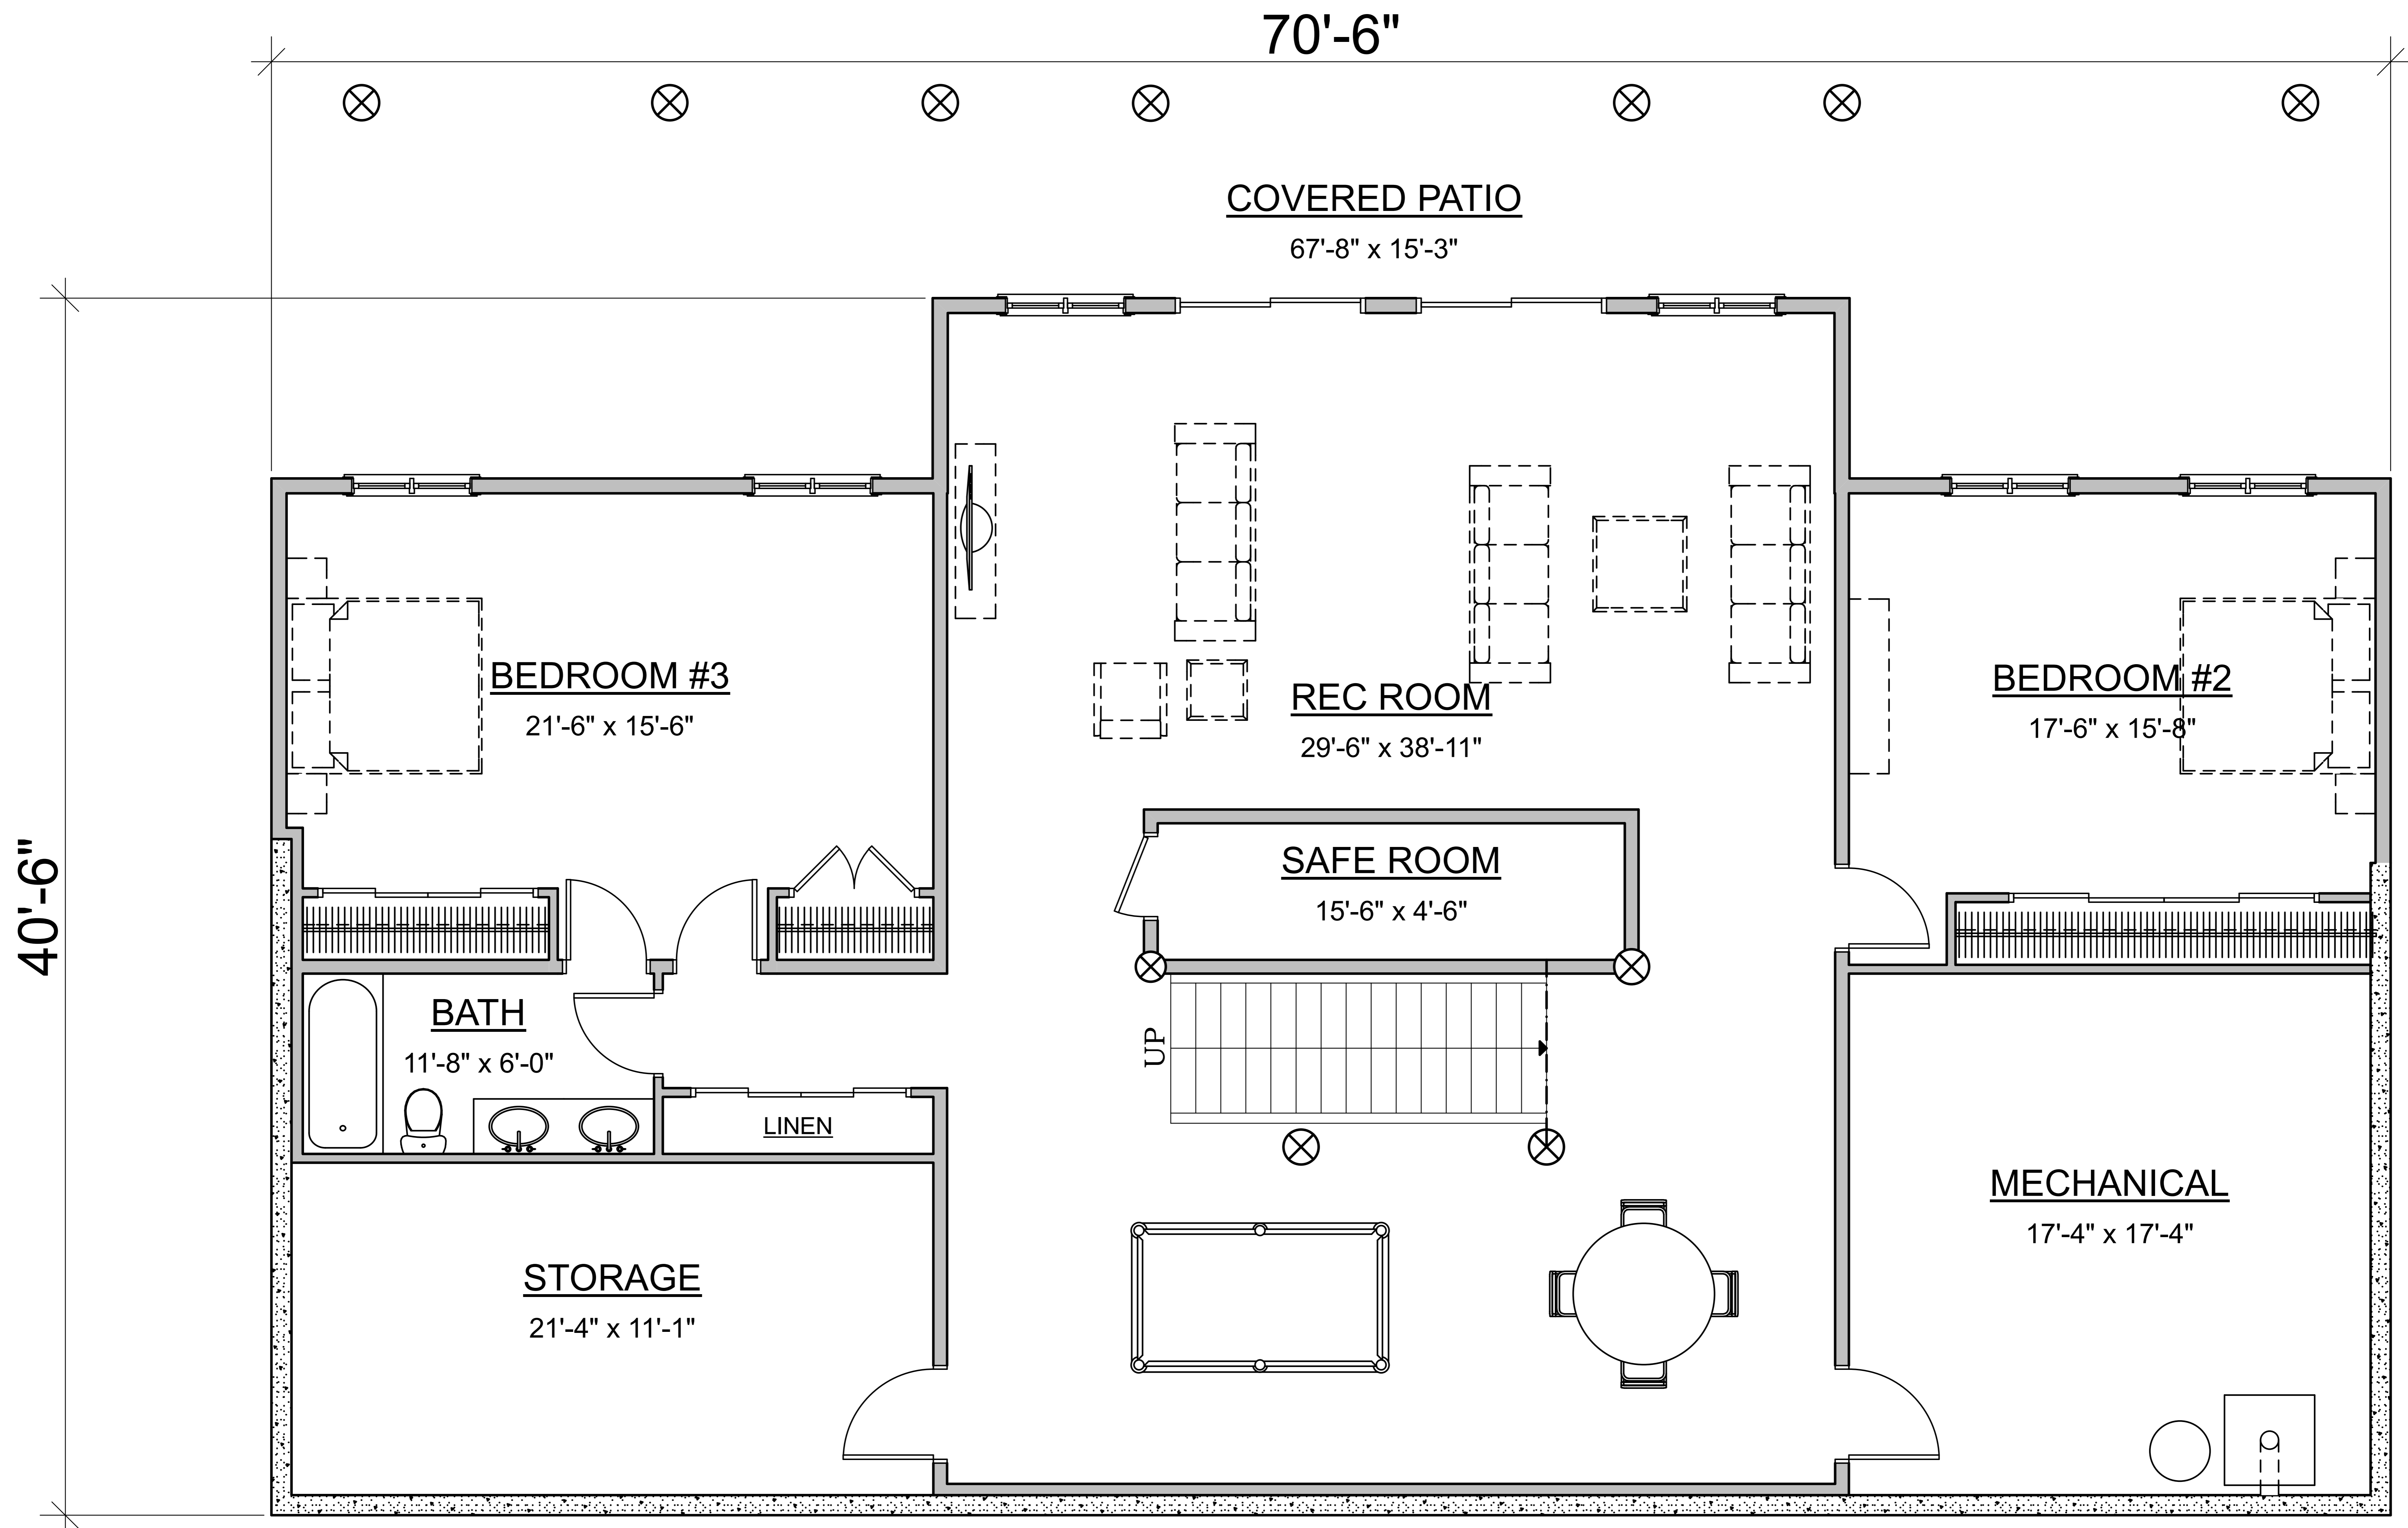 70'-6"
COVERED PATIO
67'-8" x 15'-3"
BEDROOM #3
21'-6" x 15'-6"
REC ROOM
29'-6" x 38'-11"
BEDROOM #2
17'-6" x 15'-8"
40'-6"
SAFE ROOM
15'-6" x 4'-6"
BATH
11'-8" x 6'-0"
UP
LINEN
MECHANICAL
17'-4" x 17'-4"
STORAGE
21'-4" x 11'-1"